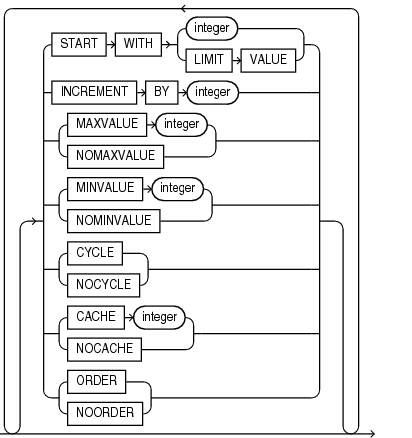 integer
START WITH
LIMIT VALUE
INCREMENT BY integer
MAXVALUE integer
NOMAXVALUE
MINVALUE integer
NOMINVALUE
CYCLE
NOCYCLE
CACHE integer
NOCACHE
ORDER
NOORDER